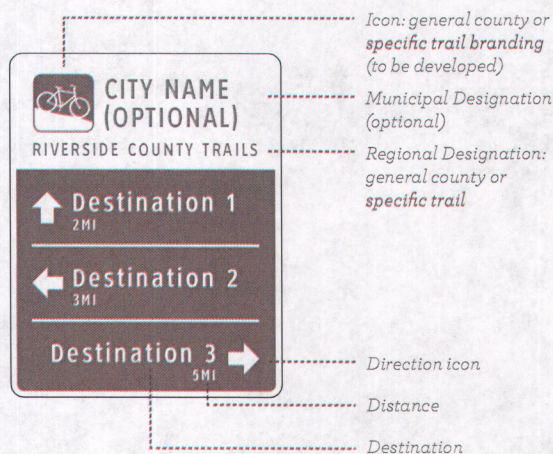 Icon: general county or
specific trail branding
(to be developed)
CITY NAME
(OPTIONAL)
Municipal Designation
(optional)
RIVERSIDE COUNTY TRAILS
Regional Designation:
general county or
specific trail
Destination 1
2MI
Destination 2
3MI
Destination 3
5MI
Direction icon
Distance
Destination